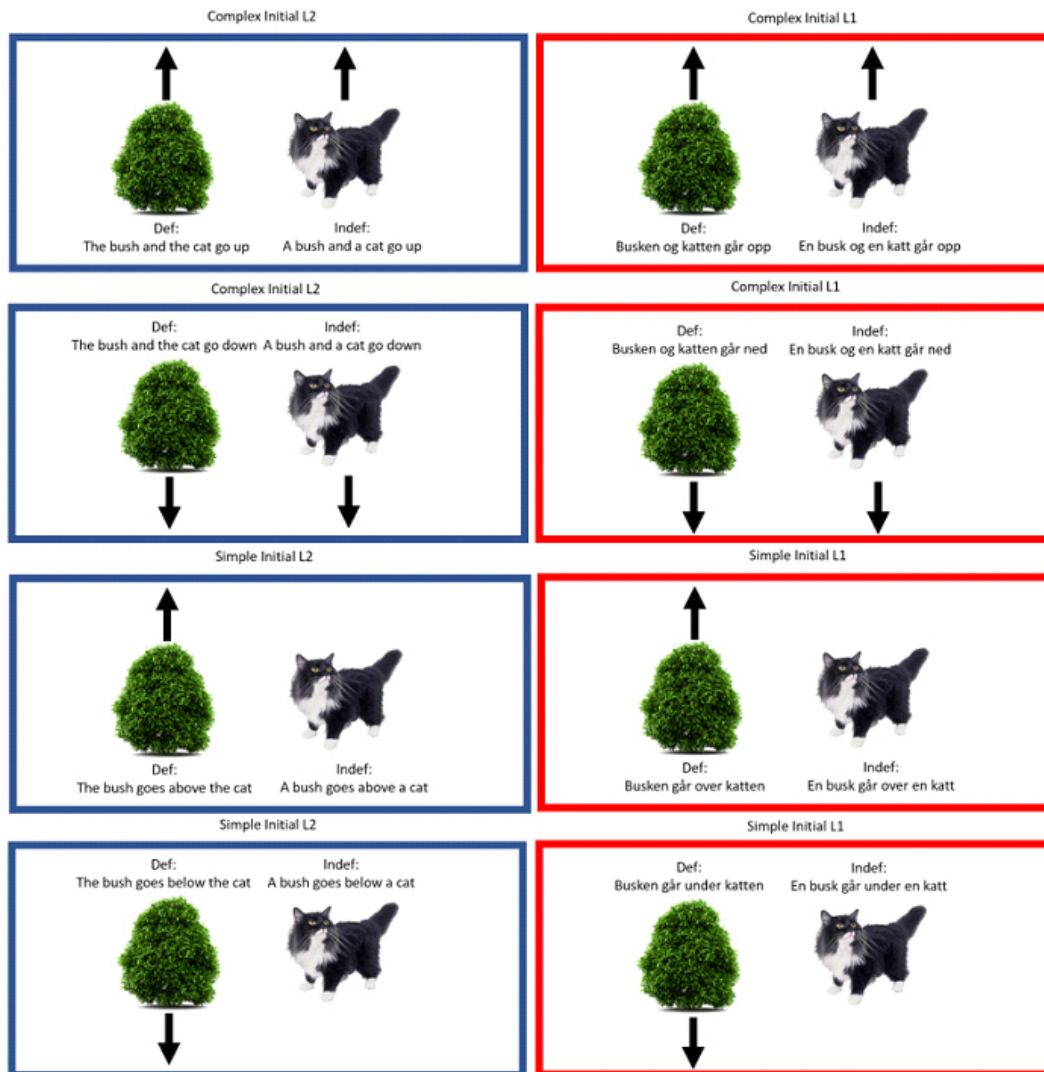 Complex Initial L2
Complex Initial L1
Def:
The bush and the cat go up
Indef:
A bush and a cat go up
Def:
Busken og katten går opp
Indef:
En busk og en katt går opp
Complex Initial L2
Complex Initial L1
Def:
The bush and the cat go down
Indef:
A bush and a cat go down
Def:
Busken og katten går ned
Indef:
En busk og en katt går ned
Simple Initial L2
Simple Initial L1
Def:
The bush goes above the cat
Indef:
A bush goes above a cat
Def:
Busken går over katten
Indef:
En busk går over en katt
Simple Initial L2
Simple Initial L1
Def:
The bush goes below the cat
Indef:
A bush goes below a cat
Def:
Busken går under katten
Indef:
En busk går under en katt